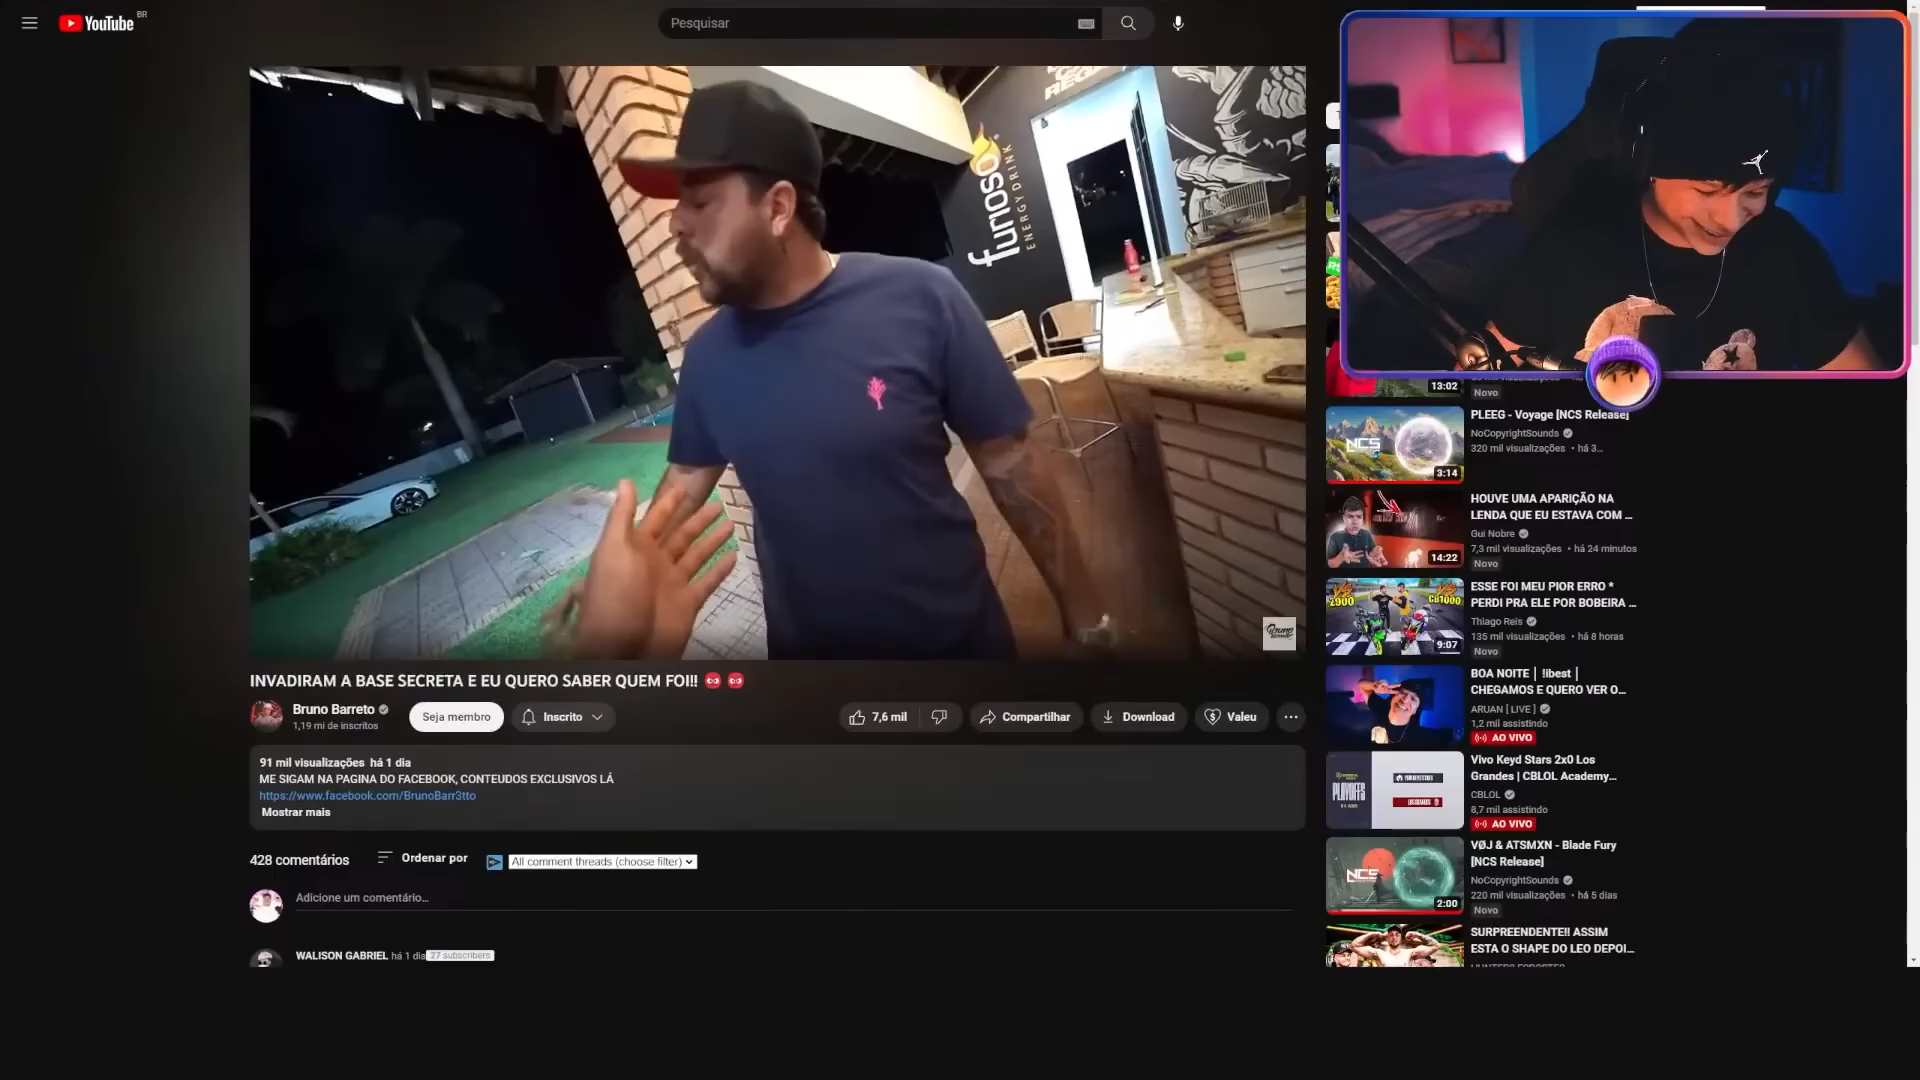 YouTube BR
Pesquisar
furioso
ENERGY DRINK
INVADIRAM A BASE SECRETA E EU QUERO SABER QUEM FOI!!
Bruno Barreto
1,19 mi de inscritos
Seja membro
Inscrito
7,6 mil
Compartilhar
Download
Valeu
91 mil visualizações há 1 dia
ME SIGAM NA PAGINA DO FACEBOOK, CONTEUDOS EXCLUSIVOS LÁ
https://www.facebook.com/BrunoBarr3tto
Mostrar mais
428 comentários
Ordenar por
All comment threads (choose filter)
Adicione um comentário...
WALISON GABRIEL há 1 dia 27 subscribers
13:02
Novo
NCS
3:14
PLEEG - Voyage [NCS Release]
NoCopyrightSounds
320 mil visualizações • há 3...
14:22
HOUVE UMA APARIÇÃO NA
LENDA QUE EU ESTAVA COM ...
Gui Nobre
7,3 mil visualizações • há 24 minutos
Novo
Z900
CB1000
9:07
ESSE FOI MEU PIOR ERRO *
PERDI PRA ELE POR BOBEIRA ...
Thiago Reis
135 mil visualizações • há 8 horas
Novo
BOA NOITE │ !ibest │
CHEGAMOS E QUERO VER O...
ARUAN [ LIVE ]
1,2 mil assistindo
AO VIVO
PLAYOFFS
Vivo Keyd Stars 2x0 Los
Grandes | CBLOL Academy...
CBLOL
8,7 mil assistindo
AO VIVO
NCS
2:00
VØJ & ATSMXN - Blade Fury
[NCS Release]
NoCopyrightSounds
220 mil visualizações • há 5 dias
Novo
SURPREENDENTE!! ASSIM
ESTA O SHAPE DO LEO DEPOI...